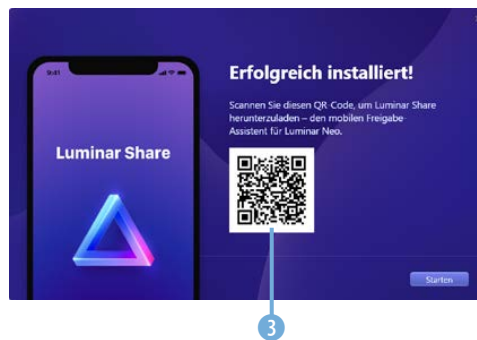 Erfolgreich installiert!
9:41
Scannen Sie diesen QR-Code, um Luminar Share
herunterzuladen – den mobilen Freigabe-
Assistent für Luminar Neo.
Luminar Share
Starten
3